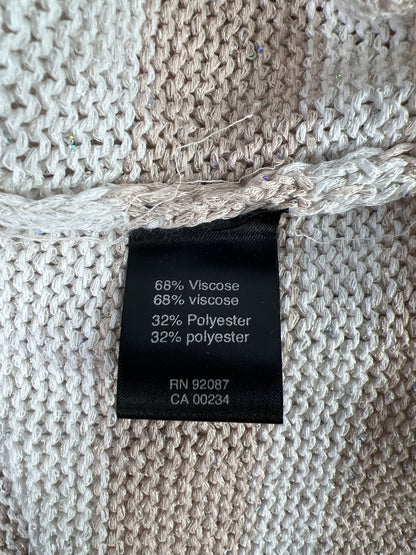 68% Viscose
68% viscose
32% Polyester
32% polyester
RN 92087
CA 00234